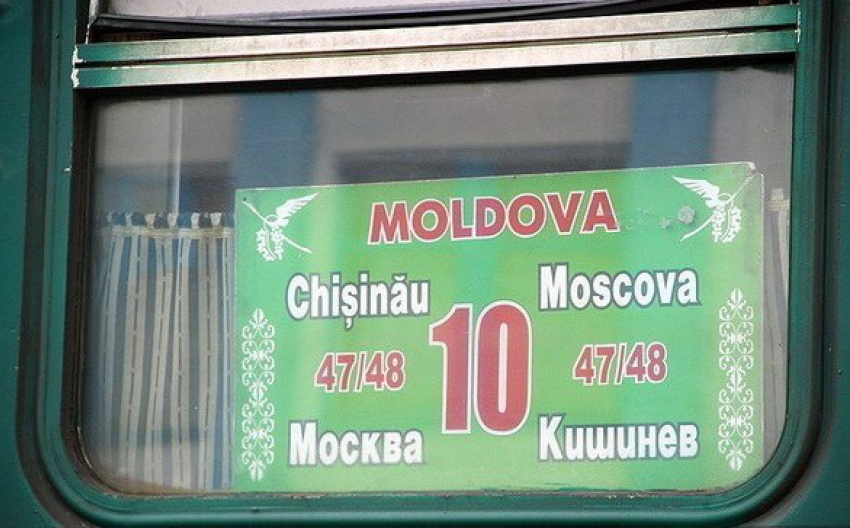 MOLDOVA
Chișinău Moscova
47/48 10 47/48
Москва Кишинев